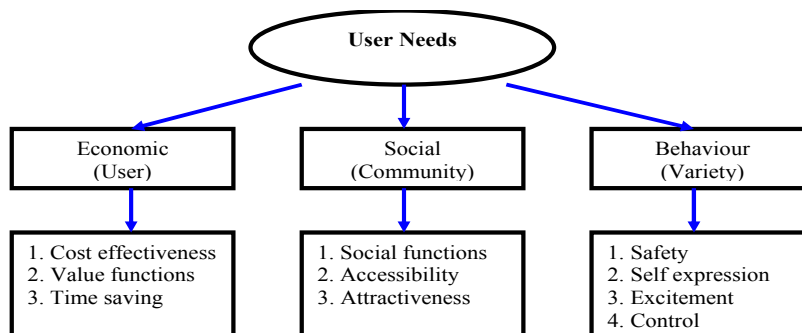 User Needs
Economic
(User)
Social
(Community)
Behaviour
(Variety)
1. Cost effectiveness
2. Value functions
3. Time saving
1. Social functions
2. Accessibility
3. Attractiveness
1. Safety
2. Self expression
3. Excitement
4. Control